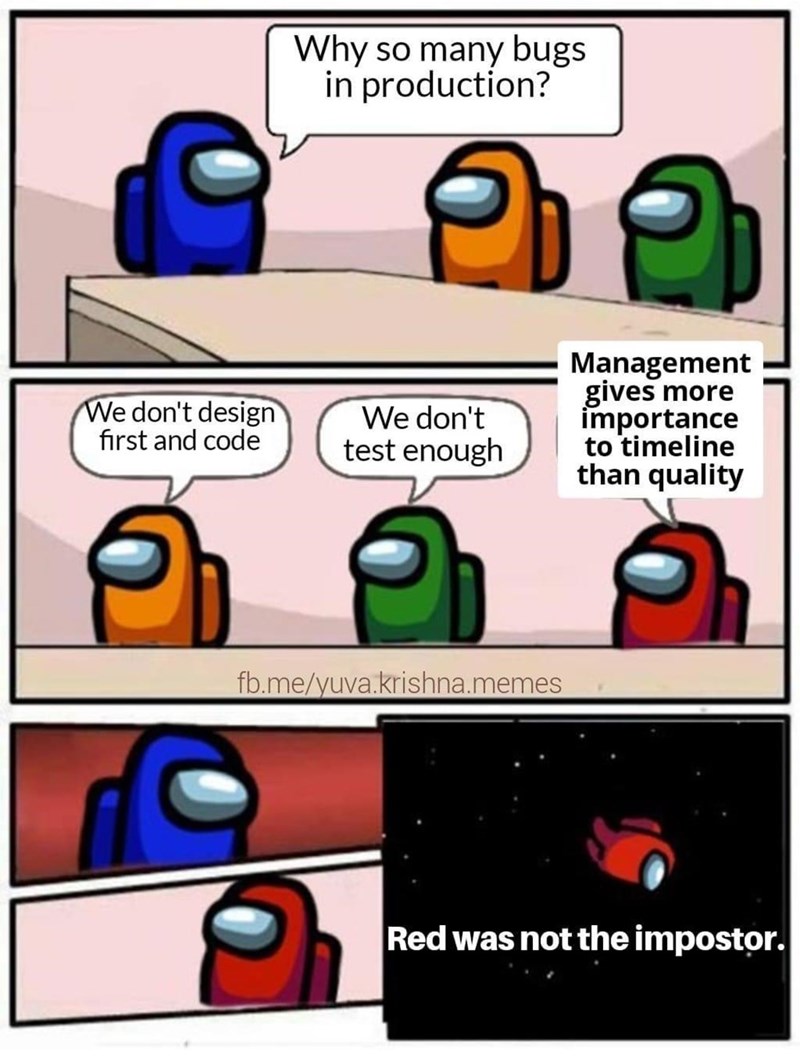 Why so many bugs
in production?
Management
gives more
importance
to timeline
than quality
We don't design
first and code
We don't
test enough
fb.me/yuva.krishna.memes
Red was not the impostor.